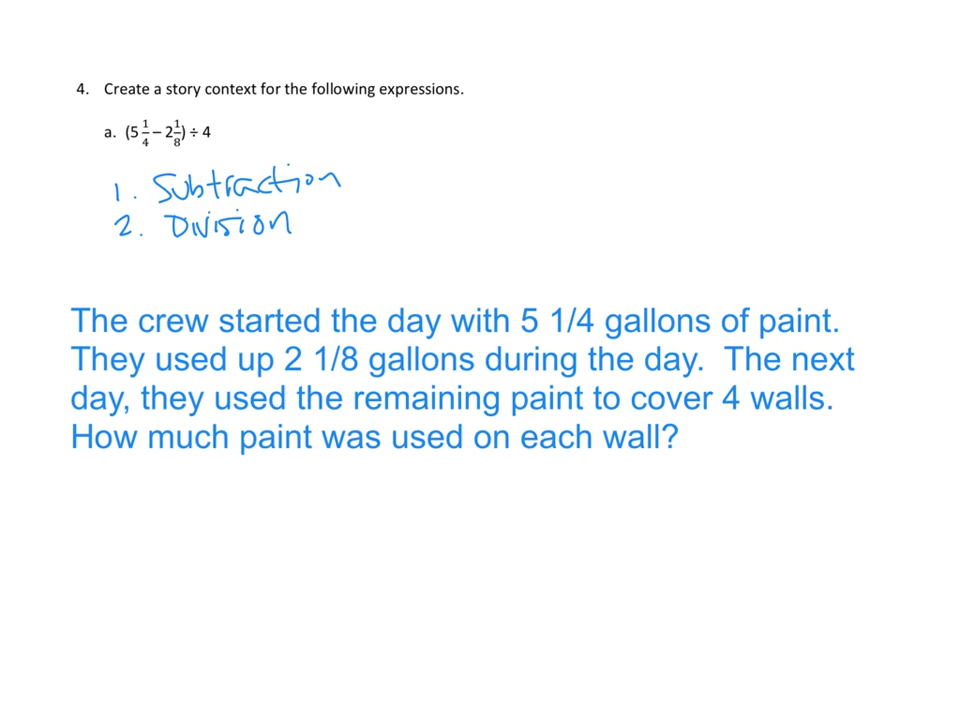 4. Create a story context for the following expressions.
a. (5 1/4 – 2 1/8) ÷ 4
1. Subtraction
2. Division
The crew started the day with 5 1/4 gallons of paint.
They used up 2 1/8 gallons during the day.  The next
day, they used the remaining paint to cover 4 walls.
How much paint was used on each wall?